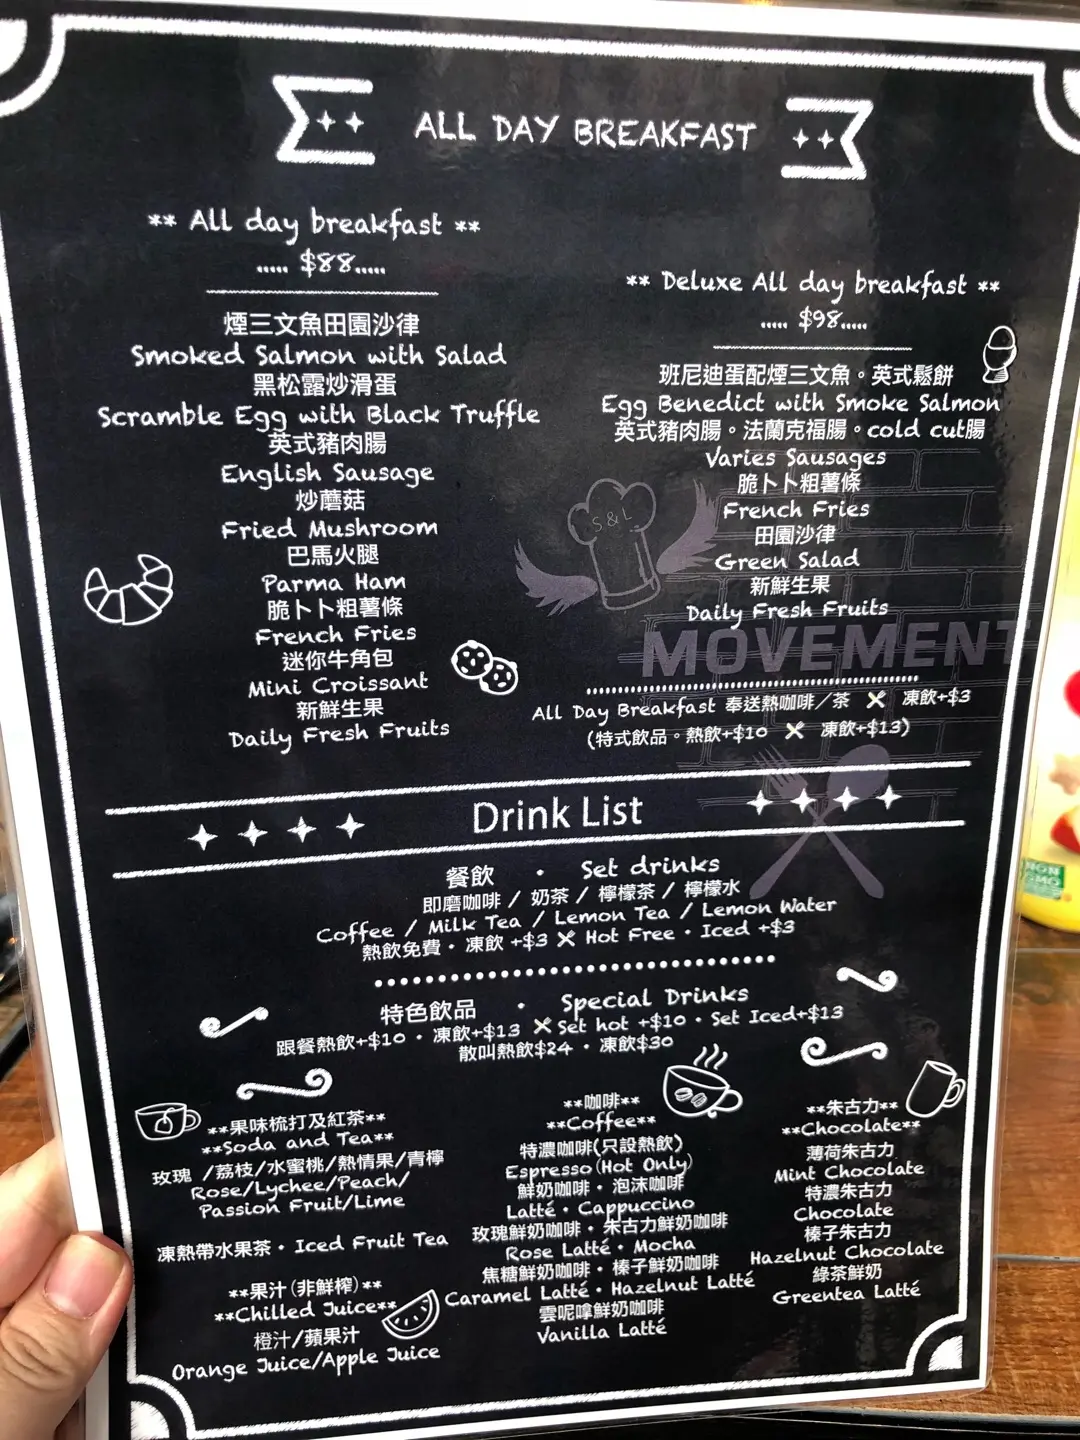 ALL DAY BREAKFAST
** All day breakfast **
..... $88.....
煙三文魚田園沙律
Smoked Salmon with Salad
黑松露炒滑蛋
Scramble Egg with Black Truffle
英式豬肉腸
English Sausage
炒蘑菇
Fried Mushroom
巴馬火腿
Parma Ham
脆卜卜粗薯條
French Fries
迷你牛角包
Mini Croissant
新鮮生果
Daily Fresh Fruits
** Deluxe All day breakfast **
..... $98.....
班尼迪蛋配煙三文魚。英式鬆餅
Egg Benedict with Smoke Salmon
英式豬肉腸。法蘭克福腸。cold cut腸
Varies Sausages
脆卜卜粗薯條
French Fries
田園沙律
Green Salad
新鮮生果
Daily Fresh Fruits
S & L
MOVEMENT
All Day Breakfast 奉送熱咖啡/茶 凍飲+$3
(特式飲品。熱飲+$10 凍飲+$13)
Drink List
餐飲 • Set drinks
即磨咖啡 / 奶茶 / 檸檬茶 / 檸檬水
Coffee / Milk Tea / Lemon Tea / Lemon Water
熱飲免費・凍飲 +$3 Hot Free • Iced +$3
特色飲品 • Special Drinks
跟餐熱飲+$10・凍飲+$13 Set hot +$10 • Set Iced+$13
散叫熱飲$24・凍飲$30
**果味梳打及紅茶**
**Soda and Tea**
玫瑰 /荔枝/水蜜桃/熱情果/青檸
Rose/Lychee/Peach/
Passion Fruit/Lime
凍熱帶水果茶・Iced Fruit Tea
**果汁(非鮮榨)**
**Chilled Juice**
橙汁/蘋果汁
Orange Juice/Apple Juice
**咖啡**
**Coffee**
特濃咖啡(只設熱飲)
Espresso(Hot Only)
鮮奶咖啡・泡沫咖啡
Latté • Cappuccino
玫瑰鮮奶咖啡・朱古力鮮奶咖啡
Rose Latté • Mocha
焦糖鮮奶咖啡・榛子鮮奶咖啡
Caramel Latté • Hazelnut Latté
雲呢嗱鮮奶咖啡
Vanilla Latté
**朱古力**
**Chocolate**
薄荷朱古力
Mint Chocolate
特濃朱古力
Chocolate
榛子朱古力
Hazelnut Chocolate
綠茶鮮奶
Greentea Latté
NON
GMO